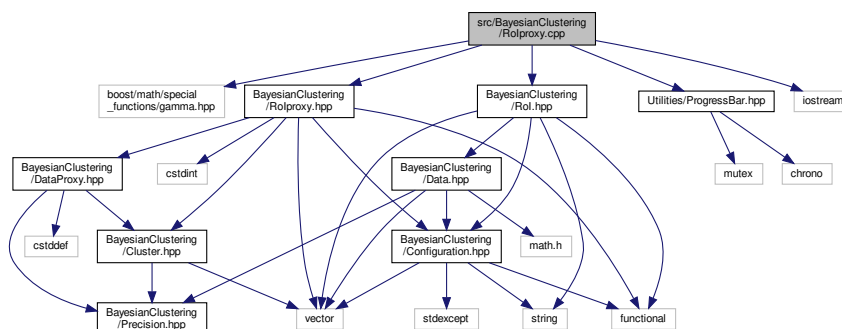 src/BayesianClustering
/RoIproxy.cpp
boost/math/special
_functions/gamma.hpp
BayesianClustering
/RoIproxy.hpp
BayesianClustering
/RoI.hpp
Utilities/ProgressBar.hpp
iostream
BayesianClustering
/DataProxy.hpp
cstdint
BayesianClustering
/Data.hpp
mutex
chrono
cstddef
BayesianClustering
/Cluster.hpp
BayesianClustering
/Configuration.hpp
math.h
BayesianClustering
/Precision.hpp
vector
stdexcept
string
functional